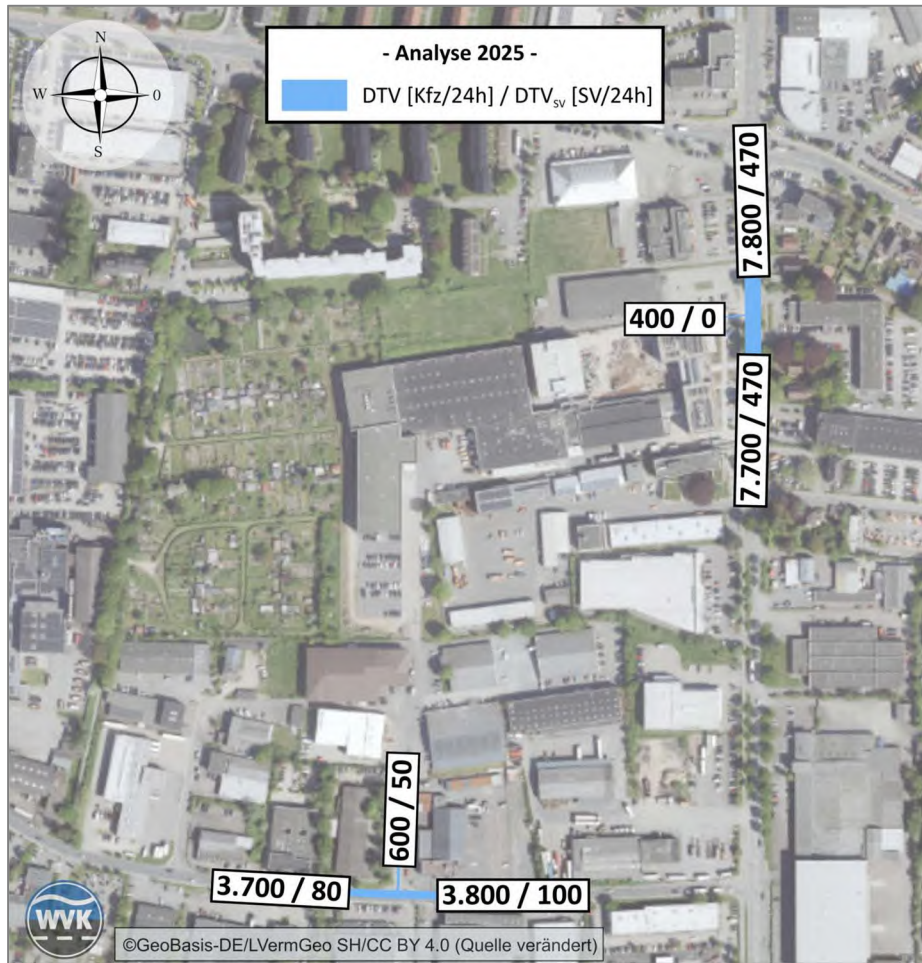 - Analyse 2025 -
DTV [Kfz/24h] / DTVSV [SV/24h]
N
W
O
S
7.800 / 470
400 / 0
7.700 / 470
600 / 50
3.700 / 80
3.800 / 100
WVK
©GeoBasis-DE/LVermGeo SH/CC BY 4.0 (Quelle verändert)